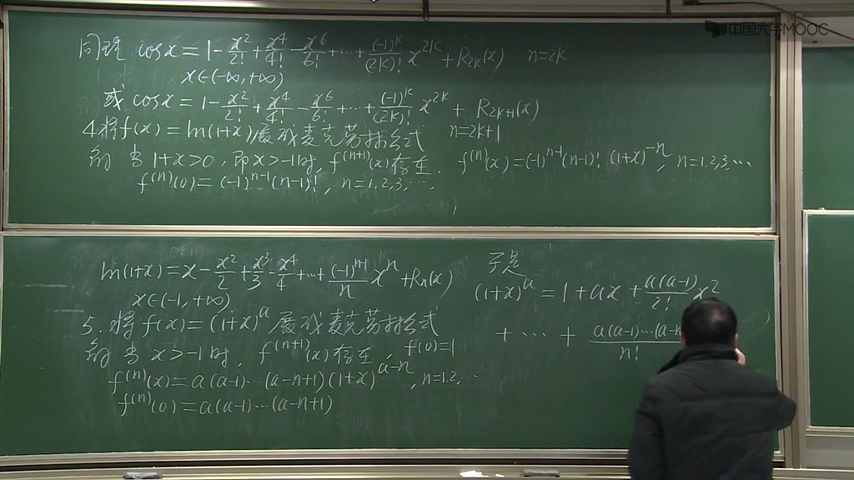 中国大学MOOC
同理 cosx = 1 - x²/2! + x⁴/4! - x⁶/6! + ⋯ + (-1)ᵏ/(2k)! x²ᵏ + R₂ₖ(x) n=2k
x∈(-∞,+∞)
或 cosx = 1 - x²/2! + x⁴/4! - x⁶/6! + ⋯ + (-1)ᵏ/(2k)! x²ᵏ + R₂ₖ₊₁(x)
n=2k+1
4.将f(x)=ln(1+x)展成麦克劳林公式
解 当1+x>0, 即x>-1时, f⁽ⁿ⁺¹⁾(x)存在. f⁽ⁿ⁾(x)=(-1)ⁿ⁻¹(n-1)! (1+x)⁻ⁿ, n=1,2,3,⋯
f⁽ⁿ⁾(0)=(-1)ⁿ⁻¹(n-1)!, n=1,2,3,⋯.
ln(1+x)=x - x²/2 + x³/3 - x⁴/4 + ⋯ + (-1)ⁿ⁺¹/n xⁿ + Rₙ(x)
x∈(-1,+∞)
5.将f(x)=(1+x)ᵃ展成麦克劳林公式
解 当x>-1时, f⁽ⁿ⁺¹⁾(x)存在, f(0)=1
f⁽ⁿ⁾(x)=a(a-1)⋯(a-n+1)(1+x)ᵃ⁻ⁿ, n=1,2,⋯
f⁽ⁿ⁾(0)=a(a-1)⋯(a-n+1)
于是
(1+x)ᵃ = 1 + ax + a(a-1)/2! x²
+ ⋯ + a(a-1)⋯(a-n/n!